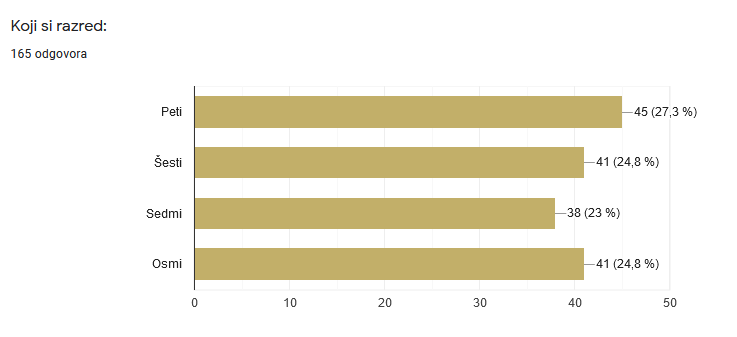 Koji si razred:
165 odgovora
Peti 45 (27,3 %)
Šesti 41 (24,8 %)
Sedmi 38 (23 %)
Osmi 41 (24,8 %)
0 10 20 30 40 50